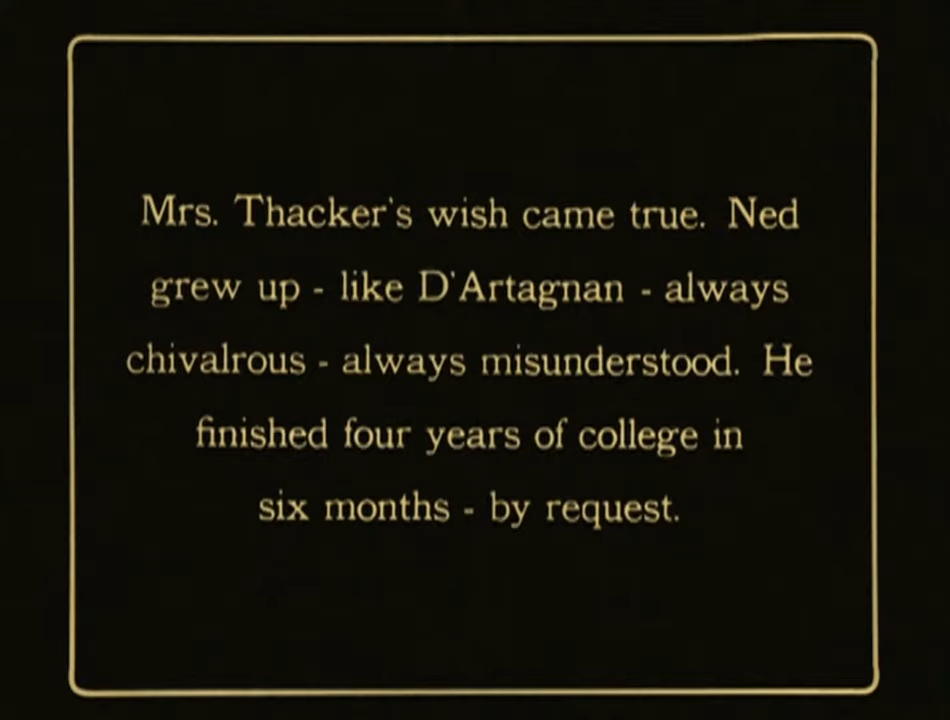 Mrs. Thacker's wish came true. Ned
grew up - like D'Artagnan - always
chivalrous - always misunderstood. He
finished four years of college in
six months - by request.